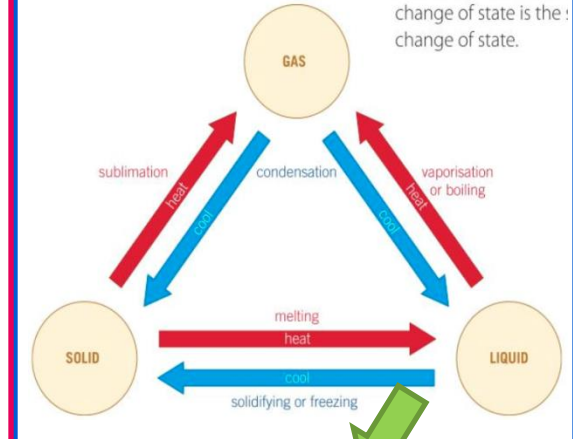 change of state is the
change of state.
GAS
sublimation
heat
cool
condensation
cool
heat
vaporisation
or boiling
SOLID
melting
heat
cool
solidifying or freezing
LIQUID